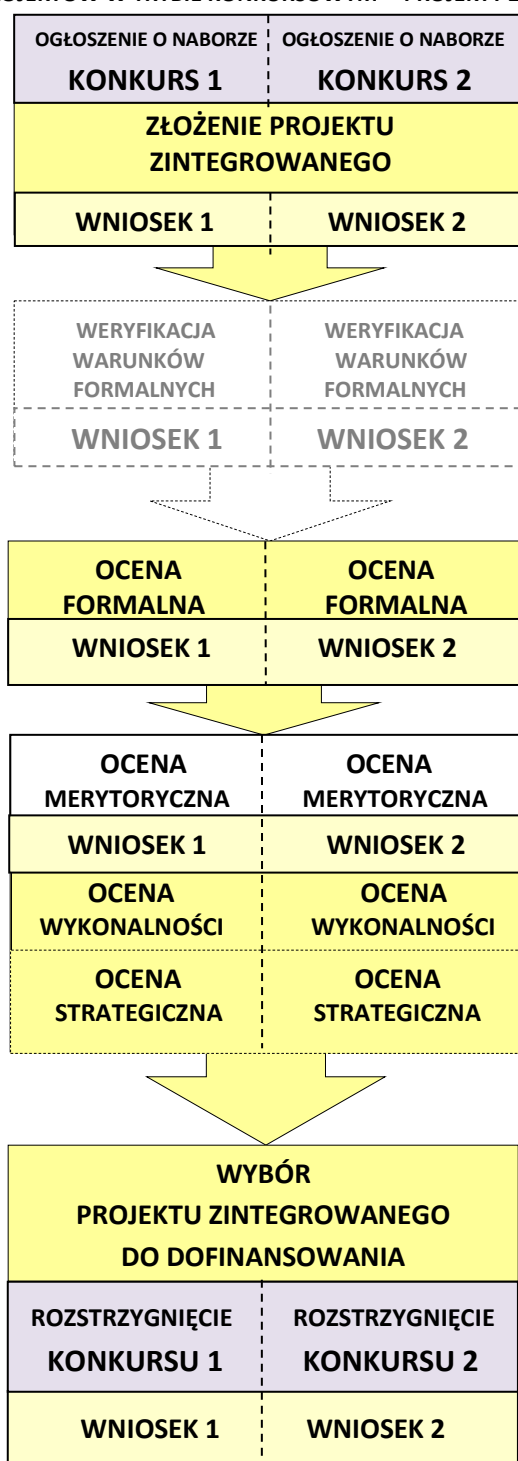 OGŁOSZENIE O NABORZE OGŁOSZENIE O NABORZE
KONKURS 1 KONKURS 2
ZŁOŻENIE PROJEKTU
ZINTEGROWANEGO
WNIOSEK 1 WNIOSEK 2
WERYFIKACJA WERYFIKACJA
WARUNKÓW WARUNKÓW
FORMALNYCH FORMALNYCH
WNIOSEK 1 WNIOSEK 2
OCENA OCENA
FORMALNA FORMALNA
WNIOSEK 1 WNIOSEK 2
OCENA OCENA
MERYTORYCZNA MERYTORYCZNA
WNIOSEK 1 WNIOSEK 2
OCENA OCENA
WYKONALNOŚCI WYKONALNOŚCI
OCENA OCENA
STRATEGICZNA STRATEGICZNA
WYBÓR
PROJEKTU ZINTEGROWANEGO
DO DOFINANSOWANIA
ROZSTRZYGNIĘCIE ROZSTRZYGNIĘCIE
KONKURSU 1 KONKURSU 2
WNIOSEK 1 WNIOSEK 2